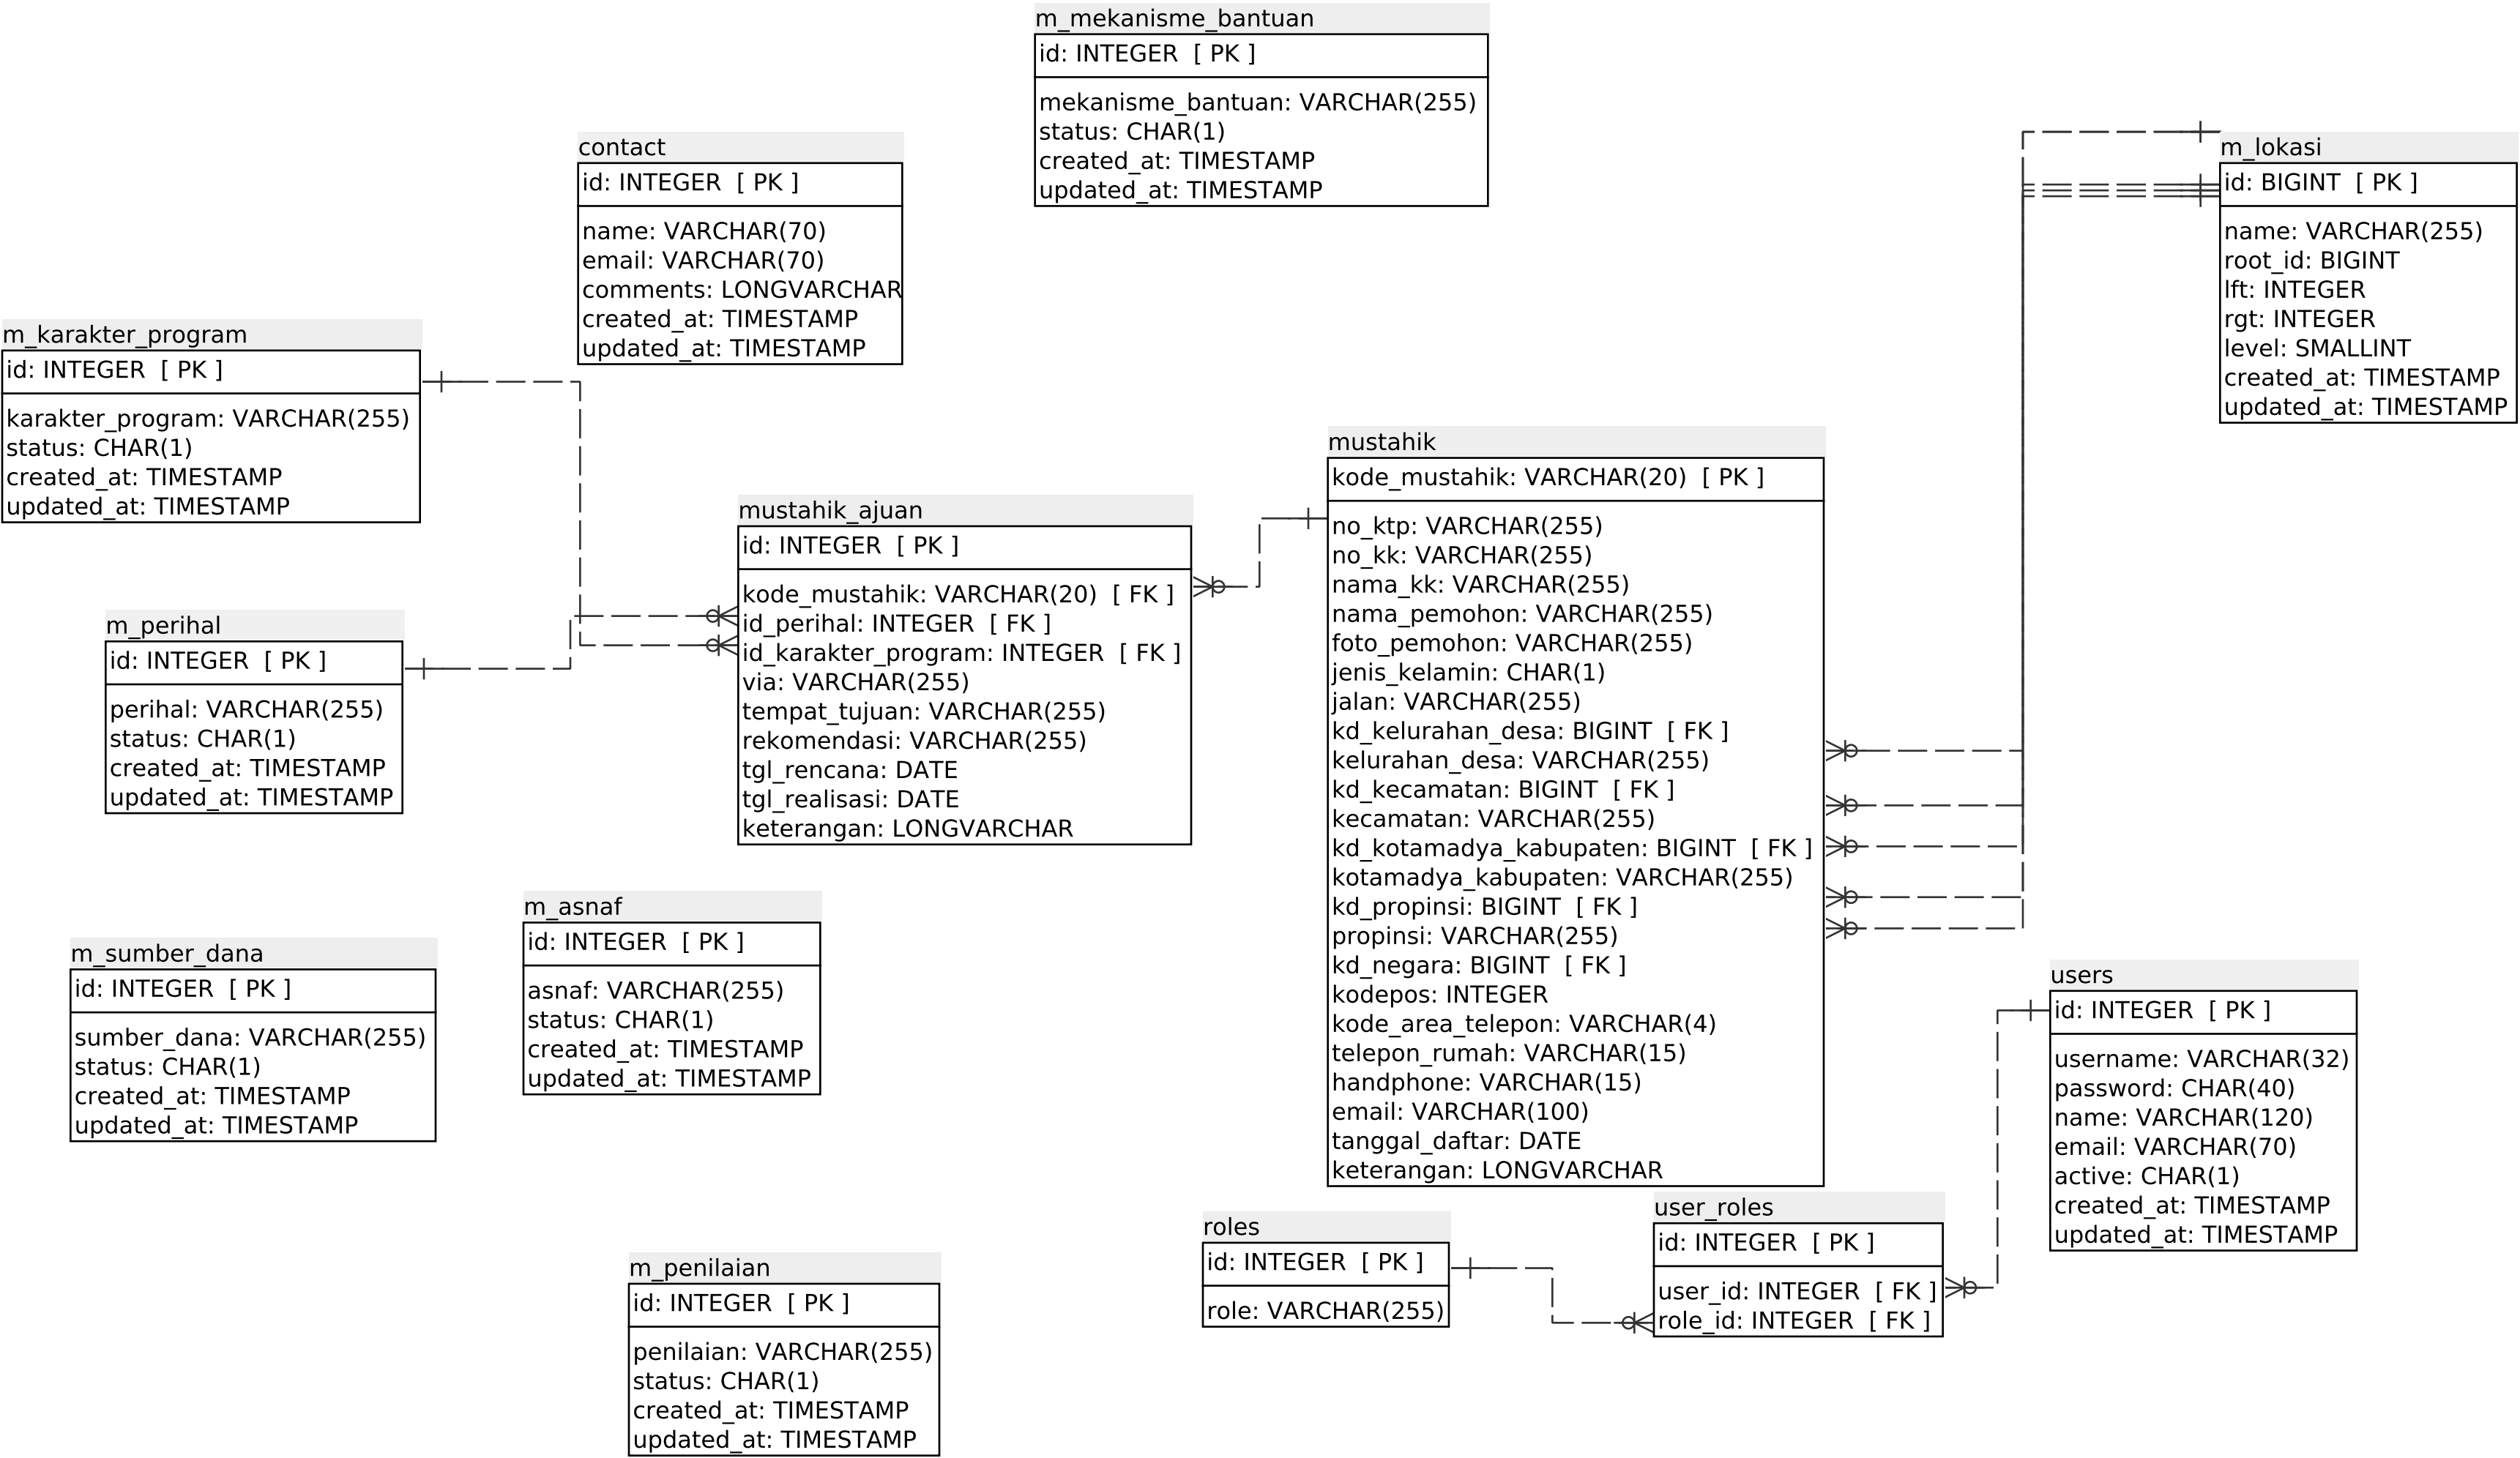 m_mekanisme_bantuan
id: INTEGER  [ PK ]
mekanisme_bantuan: VARCHAR(255)
status: CHAR(1)
created_at: TIMESTAMP
updated_at: TIMESTAMP
contact
id: INTEGER  [ PK ]
name: VARCHAR(70)
email: VARCHAR(70)
comments: LONGVARCHAR
created_at: TIMESTAMP
updated_at: TIMESTAMP
m_lokasi
id: BIGINT  [ PK ]
name: VARCHAR(255)
root_id: BIGINT
lft: INTEGER
rgt: INTEGER
level: SMALLINT
created_at: TIMESTAMP
updated_at: TIMESTAMP
m_karakter_program
id: INTEGER  [ PK ]
karakter_program: VARCHAR(255)
status: CHAR(1)
created_at: TIMESTAMP
updated_at: TIMESTAMP
mustahik
kode_mustahik: VARCHAR(20)  [ PK ]
no_ktp: VARCHAR(255)
no_kk: VARCHAR(255)
nama_kk: VARCHAR(255)
nama_pemohon: VARCHAR(255)
foto_pemohon: VARCHAR(255)
jenis_kelamin: CHAR(1)
jalan: VARCHAR(255)
kd_kelurahan_desa: BIGINT  [ FK ]
kelurahan_desa: VARCHAR(255)
kd_kecamatan: BIGINT  [ FK ]
kecamatan: VARCHAR(255)
kd_kotamadya_kabupaten: BIGINT  [ FK ]
kotamadya_kabupaten: VARCHAR(255)
kd_propinsi: BIGINT  [ FK ]
propinsi: VARCHAR(255)
kd_negara: BIGINT  [ FK ]
kodepos: INTEGER
kode_area_telepon: VARCHAR(4)
telepon_rumah: VARCHAR(15)
handphone: VARCHAR(15)
email: VARCHAR(100)
tanggal_daftar: DATE
keterangan: LONGVARCHAR
mustahik_ajuan
id: INTEGER  [ PK ]
kode_mustahik: VARCHAR(20)  [ FK ]
id_perihal: INTEGER  [ FK ]
id_karakter_program: INTEGER  [ FK ]
via: VARCHAR(255)
tempat_tujuan: VARCHAR(255)
rekomendasi: VARCHAR(255)
tgl_rencana: DATE
tgl_realisasi: DATE
keterangan: LONGVARCHAR
m_perihal
id: INTEGER  [ PK ]
perihal: VARCHAR(255)
status: CHAR(1)
created_at: TIMESTAMP
updated_at: TIMESTAMP
m_asnaf
id: INTEGER  [ PK ]
asnaf: VARCHAR(255)
status: CHAR(1)
created_at: TIMESTAMP
updated_at: TIMESTAMP
m_sumber_dana
id: INTEGER  [ PK ]
sumber_dana: VARCHAR(255)
status: CHAR(1)
created_at: TIMESTAMP
updated_at: TIMESTAMP
users
id: INTEGER  [ PK ]
username: VARCHAR(32)
password: CHAR(40)
name: VARCHAR(120)
email: VARCHAR(70)
active: CHAR(1)
created_at: TIMESTAMP
updated_at: TIMESTAMP
user_roles
id: INTEGER  [ PK ]
user_id: INTEGER  [ FK ]
role_id: INTEGER  [ FK ]
roles
id: INTEGER  [ PK ]
role: VARCHAR(255)
m_penilaian
id: INTEGER  [ PK ]
penilaian: VARCHAR(255)
status: CHAR(1)
created_at: TIMESTAMP
updated_at: TIMESTAMP